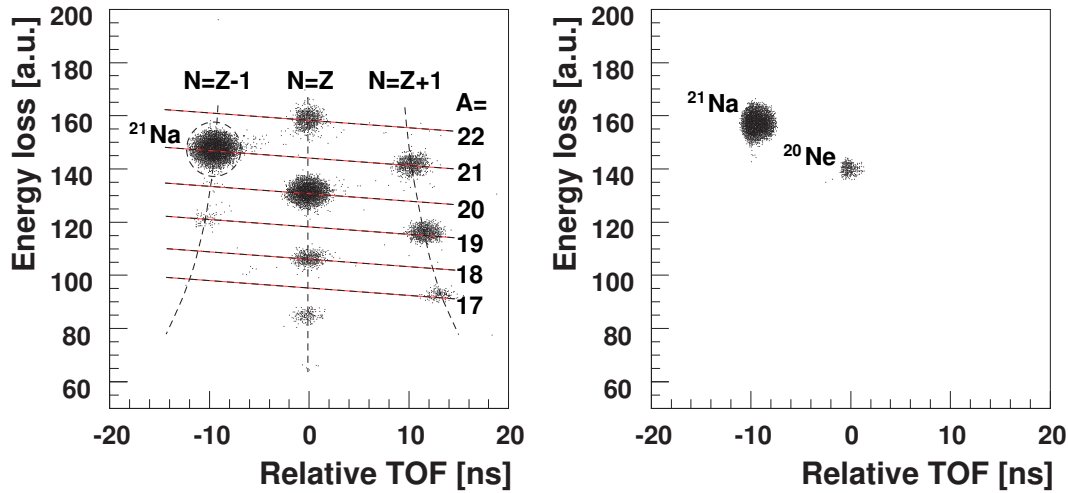 Energy loss [a.u.]
200
180
160
140
120
100
80
60
N=Z-1 N=Z N=Z+1
A=
22
21
20
19
18
17
²¹Na
-20 -10 0 10 20
Relative TOF [ns]
Energy loss [a.u.]
200
180
160
140
120
100
80
60
²¹Na
²⁰Ne
-20 -10 0 10 20
Relative TOF [ns]